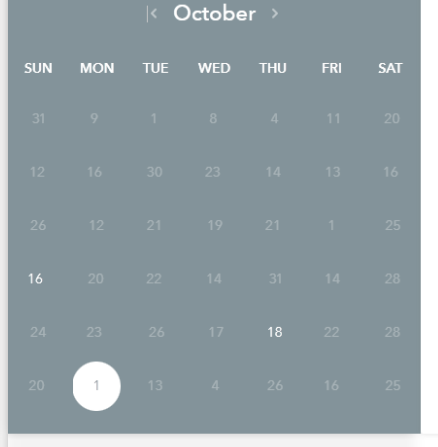 |< October >
SUN MON TUE WED THU FRI SAT
31 9 1 8 4 11 20
12 16 30 23 14 13 16
26 12 21 19 21 1 25
16 20 22 14 31 14 28
24 23 26 17 18 22 28
20 1 13 4 26 16 25